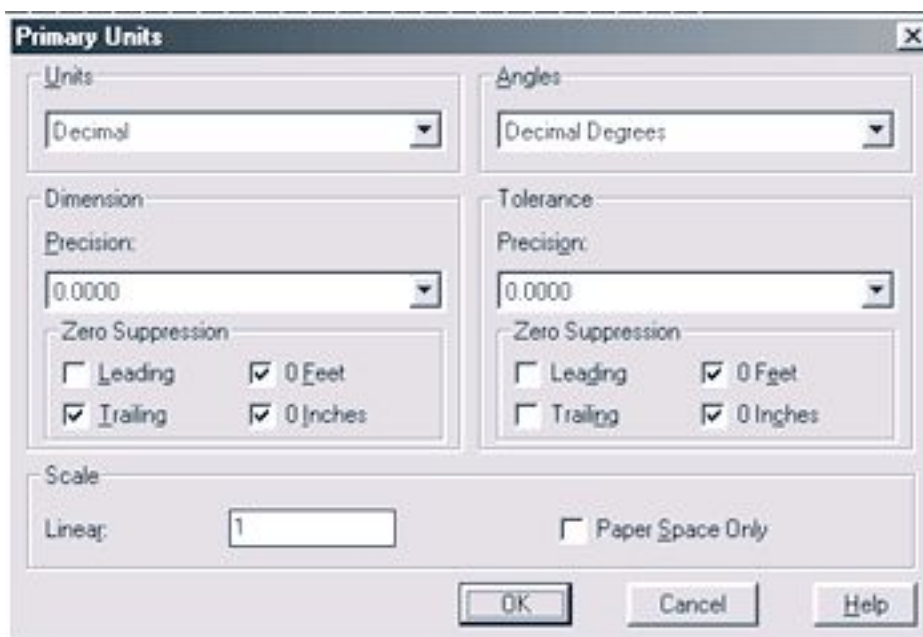 Primary Units
Units
Angles
Decimal
Decimal Degrees
Dimension
Tolerance
Precision:
Precision:
0.0000
0.0000
Zero Suppression
Zero Suppression
Leading
0 Feet
Leading
0 Feet
Trailing
0 Inches
Trailing
0 Inches
Scale
Linear:
1
Paper Space Only
OK
Cancel
Help